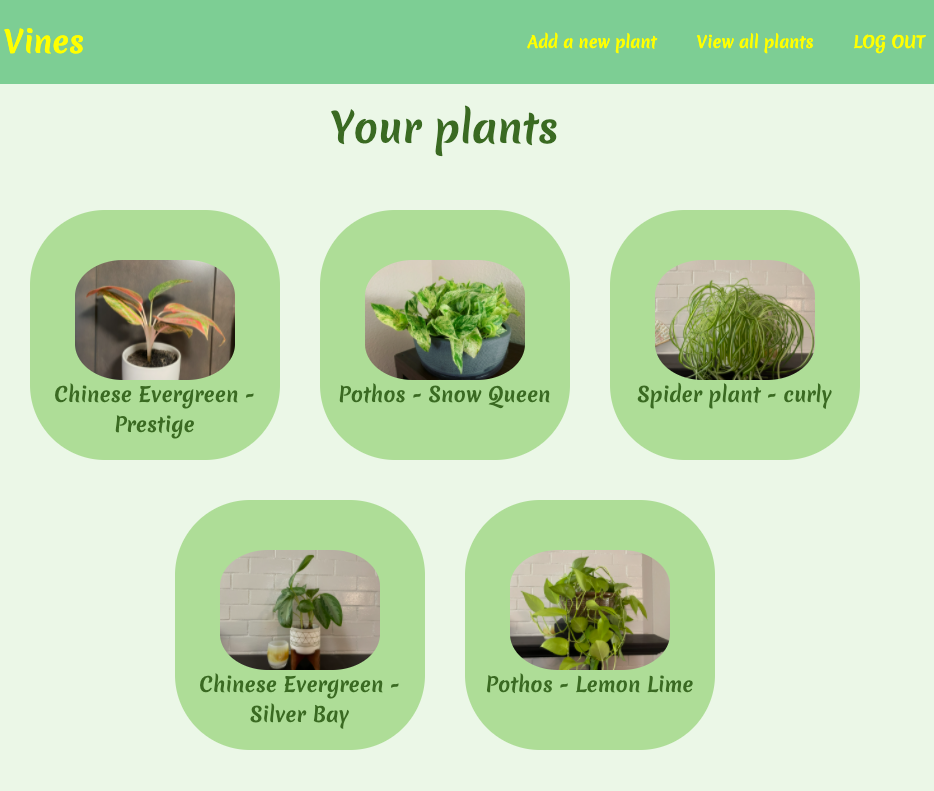 Vines
Add a new plant
View all plants
LOG OUT
Your plants
Chinese Evergreen -
Prestige
Pothos - Snow Queen
Spider plant - curly
Chinese Evergreen -
Silver Bay
Pothos - Lemon Lime